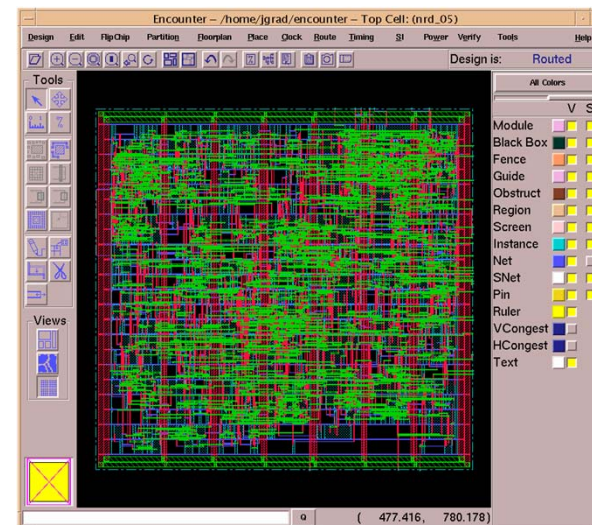 Encounter – /home/jgrad/encounter – Top Cell: (nrd_05)
Design Edit FlipChip Partition Floorplan Place Clock Route Timing SI Power Verify Tools Help
Design is: Routed
Tools
All Colors
V S
Module
Black Box
Fence
Guide
Obstruct
Region
Screen
Instance
Net
SNet
Pin
Ruler
VCongest
HCongest
Text
Views
Q ( 477.416, 780.178)